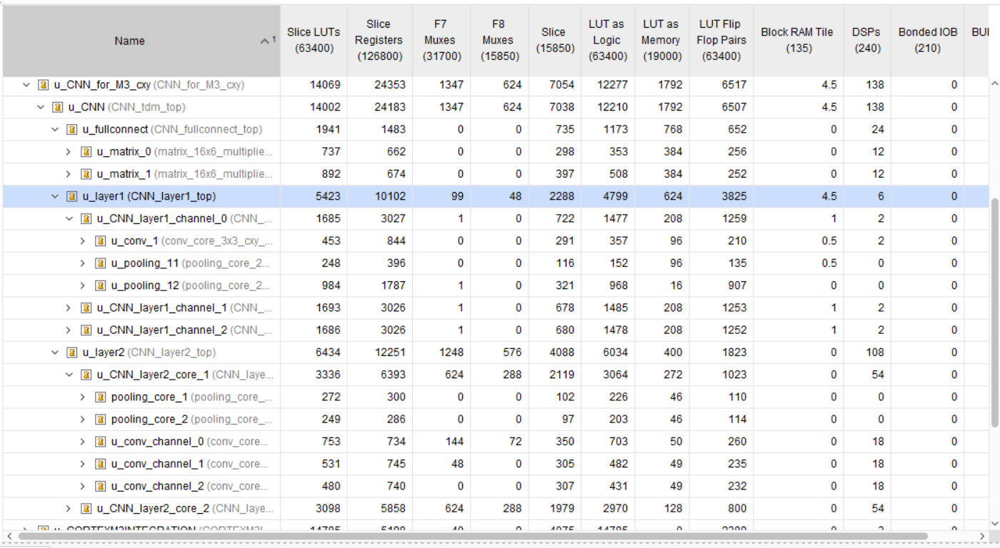 Name 1 Slice LUTs (63400) Slice Registers (126800) F7 Muxes (31700) F8 Muxes (15850) Slice (15850) LUT as Logic (63400) LUT as Memory (19000) LUT Flip Flop Pairs (63400) Block RAM Tile (135) DSPs (240) Bonded IOB (210)
u_CNN_for_M3_cxy (CNN_for_M3_cxy) 14069 24353 1347 624 7054 12277 1792 6517 4.5 138 0
u_CNN (CNN_tdm_top) 14002 24183 1347 624 7038 12210 1792 6507 4.5 138 0
u_fullconnect (CNN_fullconnect_top) 1941 1483 0 0 735 1173 768 652 0 24 0
u_matrix_0 (matrix_16x6_multiplie... 737 662 0 0 298 353 384 256 0 12 0
u_matrix_1 (matrix_16x6_multiplie... 892 674 0 0 397 508 384 252 0 12 0
u_layer1 (CNN_layer1_top) 5423 10102 99 48 2288 4799 624 3825 4.5 6 0
u_CNN_layer1_channel_0 (CNN_... 1685 3027 1 0 722 1477 208 1259 1 2 0
u_conv_1 (conv_core_3x3_cxy_... 453 844 0 0 291 357 96 210 0.5 2 0
u_pooling_11 (pooling_core_2... 248 396 0 0 116 152 96 135 0.5 0 0
u_pooling_12 (pooling_core_2... 984 1787 1 0 321 968 16 907 0 0 0
u_CNN_layer1_channel_1 (CNN_... 1693 3026 1 0 678 1485 208 1253 1 2 0
u_CNN_layer1_channel_2 (CNN_... 1686 3026 1 0 680 1478 208 1252 1 2 0
u_layer2 (CNN_layer2_top) 6434 12251 1248 576 4088 6034 400 1823 0 108 0
u_CNN_layer2_core_1 (CNN_laye... 3336 6393 624 288 2119 3064 272 1023 0 54 0
pooling_core_1 (pooling_core_... 272 300 0 0 102 226 46 110 0 0 0
pooling_core_2 (pooling_core_... 249 286 0 0 97 203 46 114 0 0 0
u_conv_channel_0 (conv_core... 753 734 144 72 350 703 50 260 0 18 0
u_conv_channel_1 (conv_core... 531 745 48 0 305 482 49 235 0 18 0
u_conv_channel_2 (conv_core... 480 740 0 0 307 431 49 232 0 18 0
u_CNN_layer2_core_2 (CNN_laye... 3098 5858 624 288 1979 2970 128 800 0 54 0